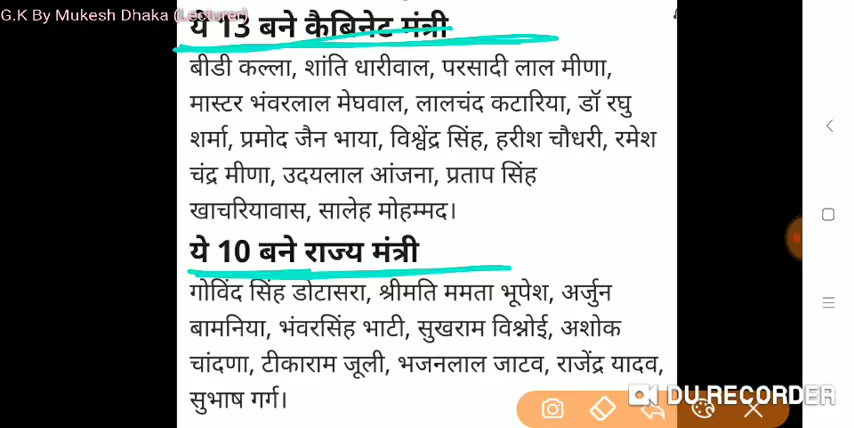 G.K By Mukesh Dhaka (Lecturer)
ये 13 बने कैबिनेट मंत्री
बीडी कल्ला, शांति धारीवाल, परसादी लाल मीणा,
मास्टर भंवरलाल मेघवाल, लालचंद कटारिया, डॉ रघु
शर्मा, प्रमोद जैन भाया, विश्वेंद्र सिंह, हरीश चौधरी, रमेश
चंद्र मीणा, उदयलाल आंजना, प्रताप सिंह
खाचरियावास, सालेह मोहम्मद।
ये 10 बने राज्य मंत्री
गोविंद सिंह डोटासरा, श्रीमति ममता भूपेश, अर्जुन
बामनिया, भंवरसिंह भाटी, सुखराम विश्नोई, अशोक
चांदणा, टीकाराम जूली, भजनलाल जाटव, राजेंद्र यादव,
सुभाष गर्ग।
DU RECORDER